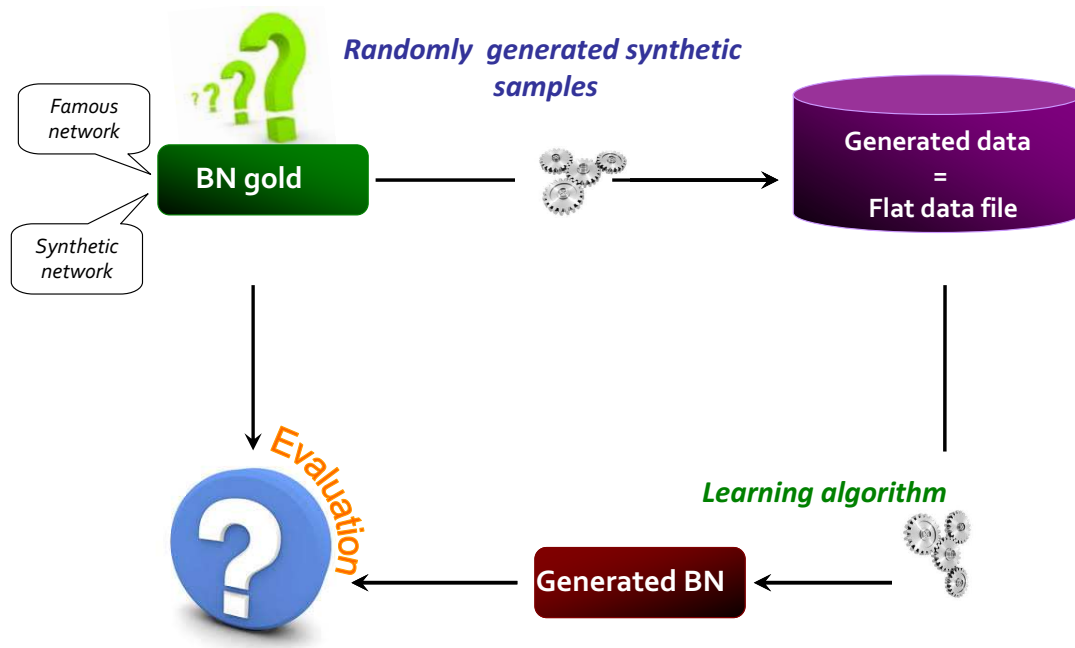 Randomly generated synthetic
samples
Famous
network
BN gold
Synthetic
network
Generated data
=
Flat data file
Evaluation
Learning algorithm
Generated BN